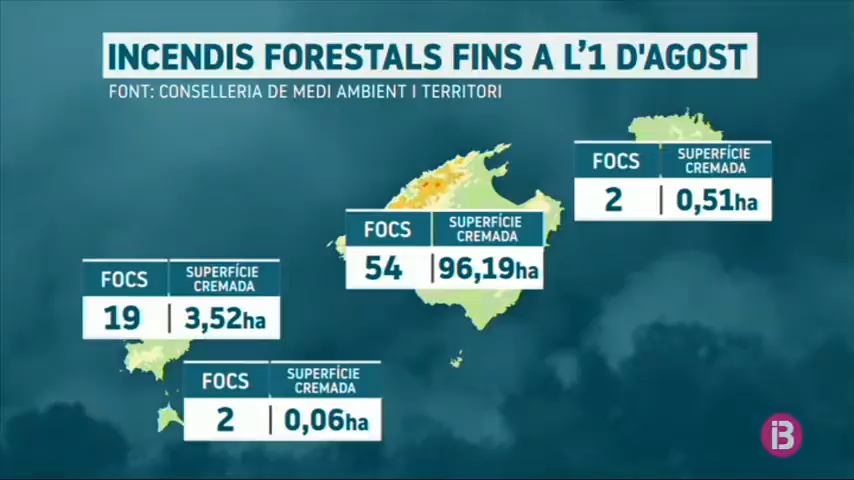 INCENDIS FORESTALS FINS A L'1 D'AGOST
FONT: CONSELLERIA DE MEDI AMBIENT I TERRITORI
FOCS
SUPERFÍCIE
CREMADA
2
0,51ha
FOCS
SUPERFÍCIE
CREMADA
54
96,19ha
FOCS
SUPERFÍCIE
CREMADA
19
3,52ha
FOCS
SUPERFÍCIE
CREMADA
2
0,06ha
iB